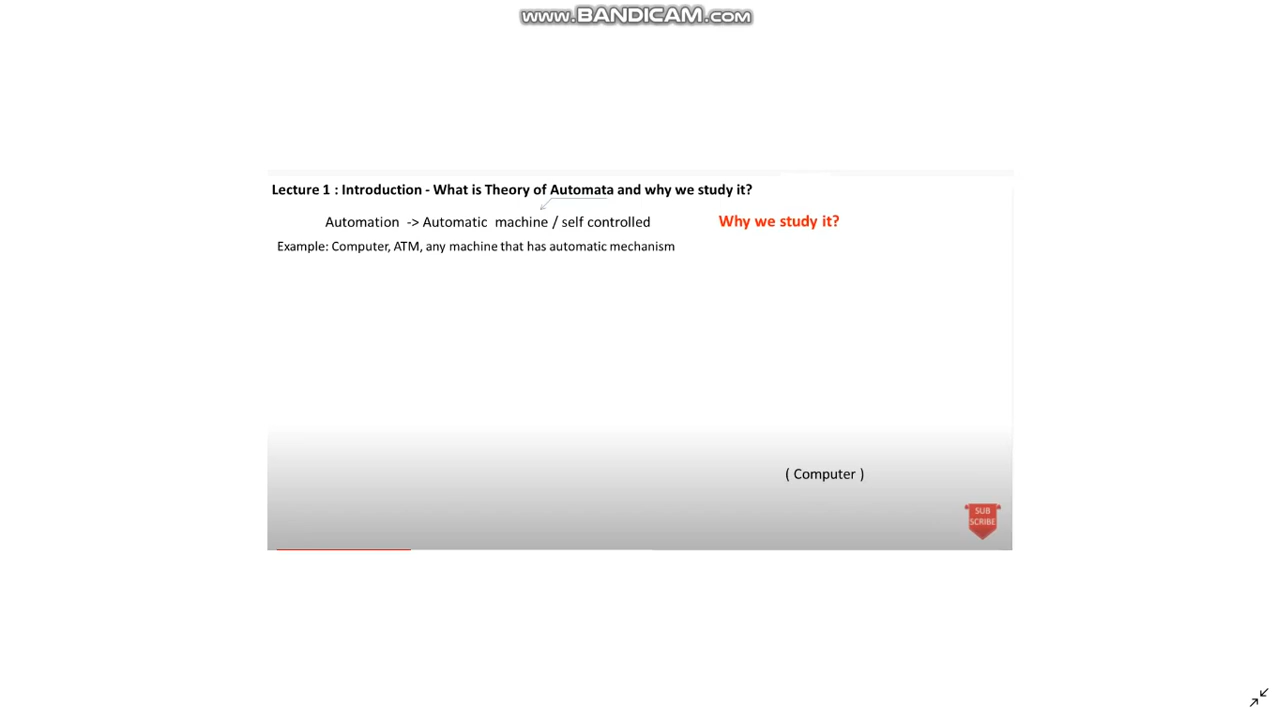 WWW.BANDICAM.COM
Lecture 1 : Introduction - What is Theory of Automata and why we study it?
Automation -> Automatic machine / self controlled
Why we study it?
Example: Computer, ATM, any machine that has automatic mechanism
( Computer )
SUB
SCRIBE